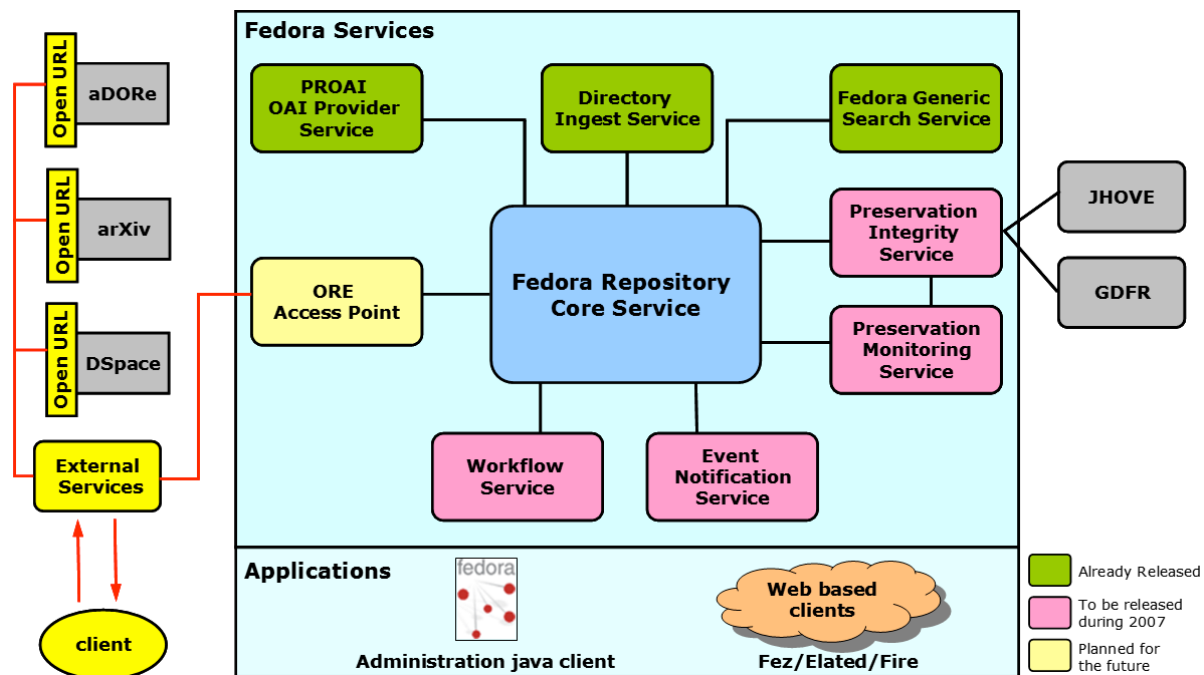 Fedora Services
Open URL
aDORe
Open URL
arXiv
Open URL
DSpace
External
Services
client
PROAI
OAI Provider
Service
Directory
Ingest Service
Fedora Generic
Search Service
Preservation
Integrity
Service
JHOVE
GDFR
ORE
Access Point
Fedora Repository
Core Service
Preservation
Monitoring
Service
Workflow
Service
Event
Notification
Service
Applications
fedora
Administration java client
Web based
clients
Fez/Elated/Fire
Already Released
To be released
during 2007
Planned for
the future